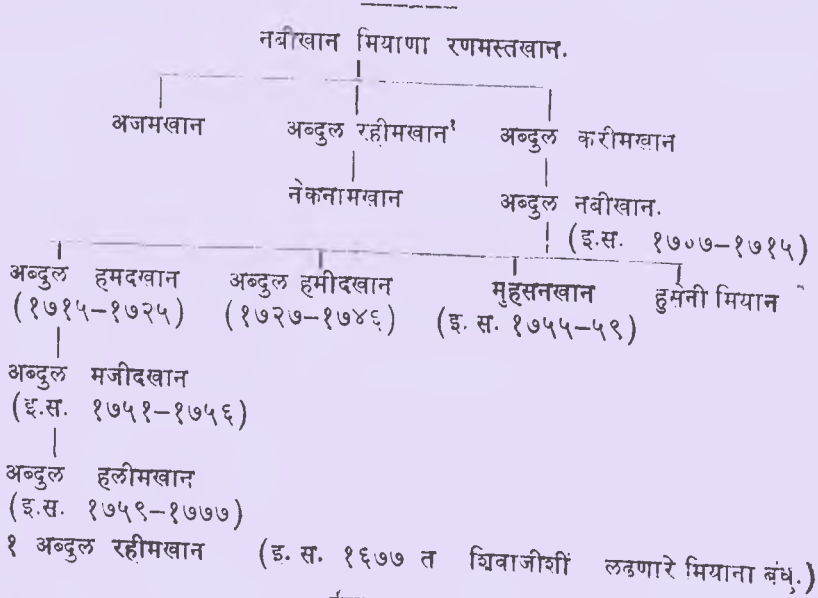 नबीखान मियाणा रणमस्तखान.
अजमखान अब्दुल रहीमखान¹ अब्दुल करीमखान
नेकनामखान अब्दुल नबीखान.
(इ.स. १७०७–१७१५)
अब्दुल हमदखान अब्दुल हमीदखान मुहसनखान हुसेनी मियान
(१७१५–१७२५) (१७२७–१७४६) (इ. स. १७५५–५९)
अब्दुल मजीदखान
(इ.स. १७५१–१७५६)
अब्दुल हलीमखान
(इ.स. १७५९–१७७७)
१ अब्दुल रहीमखान (इ. स. १६७७ त शिवाजीशीं लढणारे मियाना बंधु.)